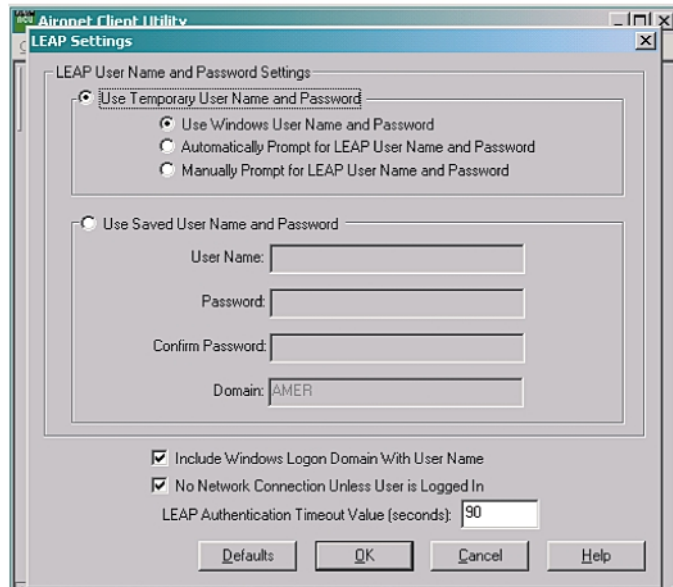 Aironet Client Utility
LEAP Settings
LEAP User Name and Password Settings
Use Temporary User Name and Password
Use Windows User Name and Password
Automatically Prompt for LEAP User Name and Password
Manually Prompt for LEAP User Name and Password
Use Saved User Name and Password
User Name:
Password:
Confirm Password:
Domain: AMER
Include Windows Logon Domain With User Name
No Network Connection Unless User is Logged In
LEAP Authentication Timeout Value (seconds): 90
Defaults OK Cancel Help